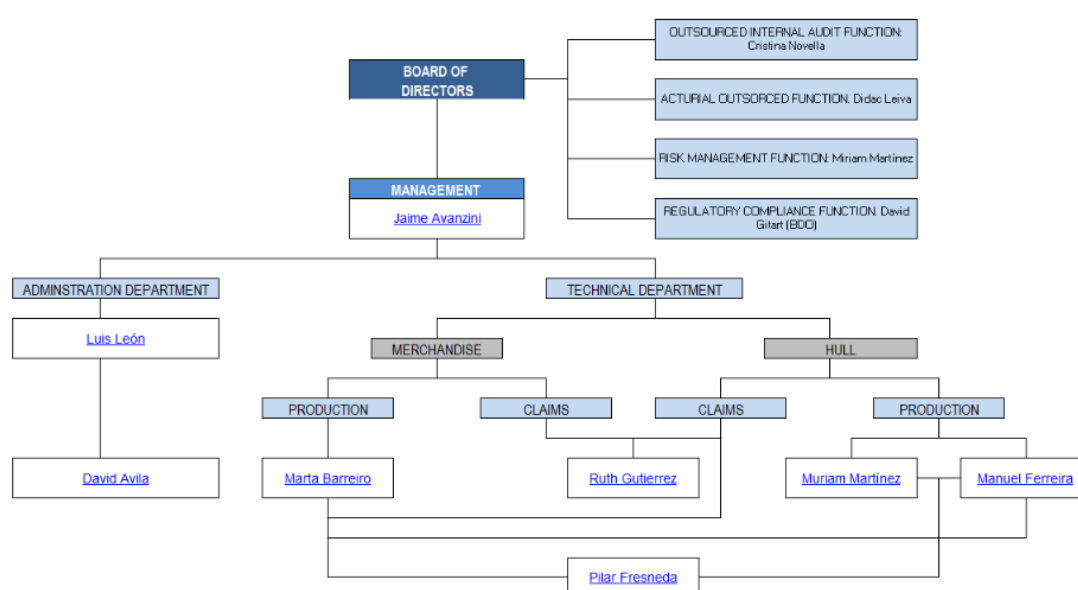 OUTSOURCED INTERNAL AUDIT FUNCTION:
Cristina Novella
BOARD OF
DIRECTORS
ACTURIAL OUTSORCED FUNCTION: Didac Leiva
RISK MANAGEMENT FUNCTION: Miriam Martínez
MANAGEMENT
Jaime Avanzini
REGULATORY COMPLIANCE FUNCTION. David
Gitart (BDO)
ADMINSTRATION DEPARTMENT
TECHNICAL DEPARTMENT
Luis León
MERCHANDISE
HULL
PRODUCTION
CLAIMS
CLAIMS
PRODUCTION
David Avila
Marta Barreiro
Ruth Gutierrez
Muriam Martínez
Manuel Ferreira
Pilar Fresneda